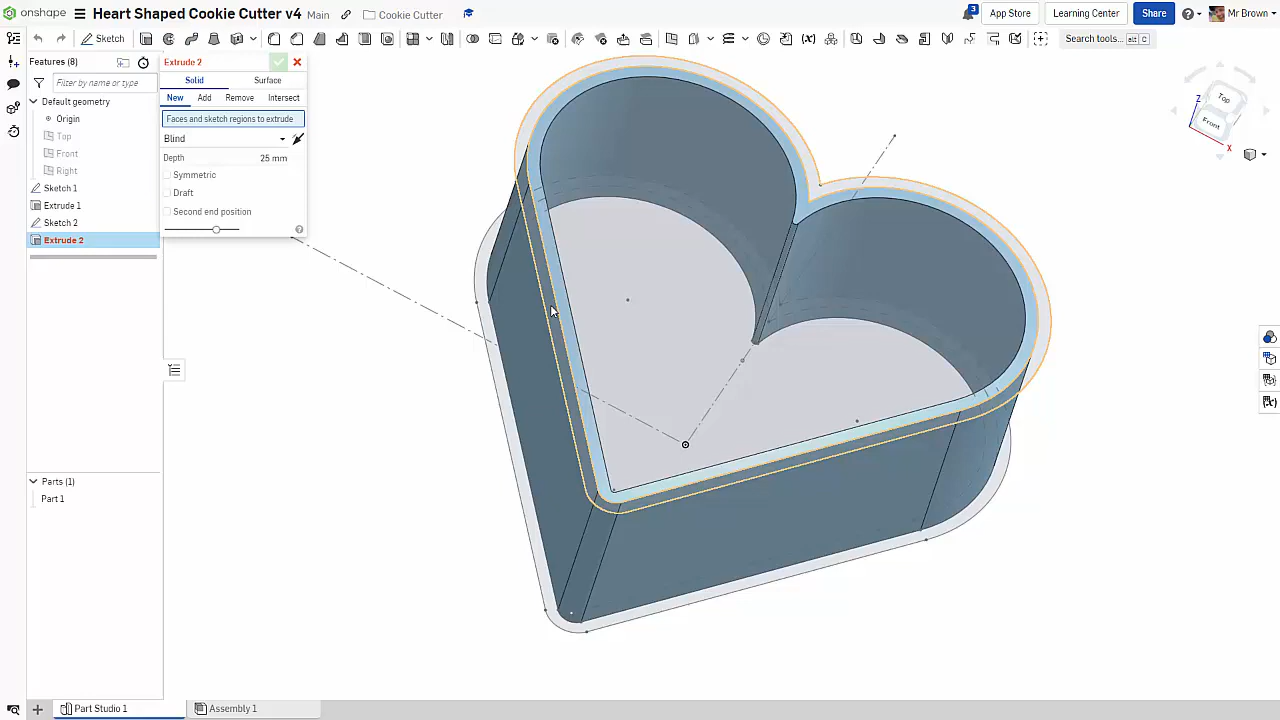 onshape
Heart Shaped Cookie Cutter v4
Main
Cookie Cutter
3
App Store
Learning Center
Share
Mr Brown
Sketch
Search tools...
alt C
Features (8)
Filter by name or type
Default geometry
Origin
Top
Front
Right
Sketch 1
Extrude 1
Sketch 2
Extrude 2
Parts (1)
Part 1
Extrude 2
Solid
Surface
New
Add
Remove
Intersect
Faces and sketch regions to extrude
Blind
Depth
25 mm
Symmetric
Draft
Second end position
Z
Top
Front
X
Part Studio 1
Assembly 1